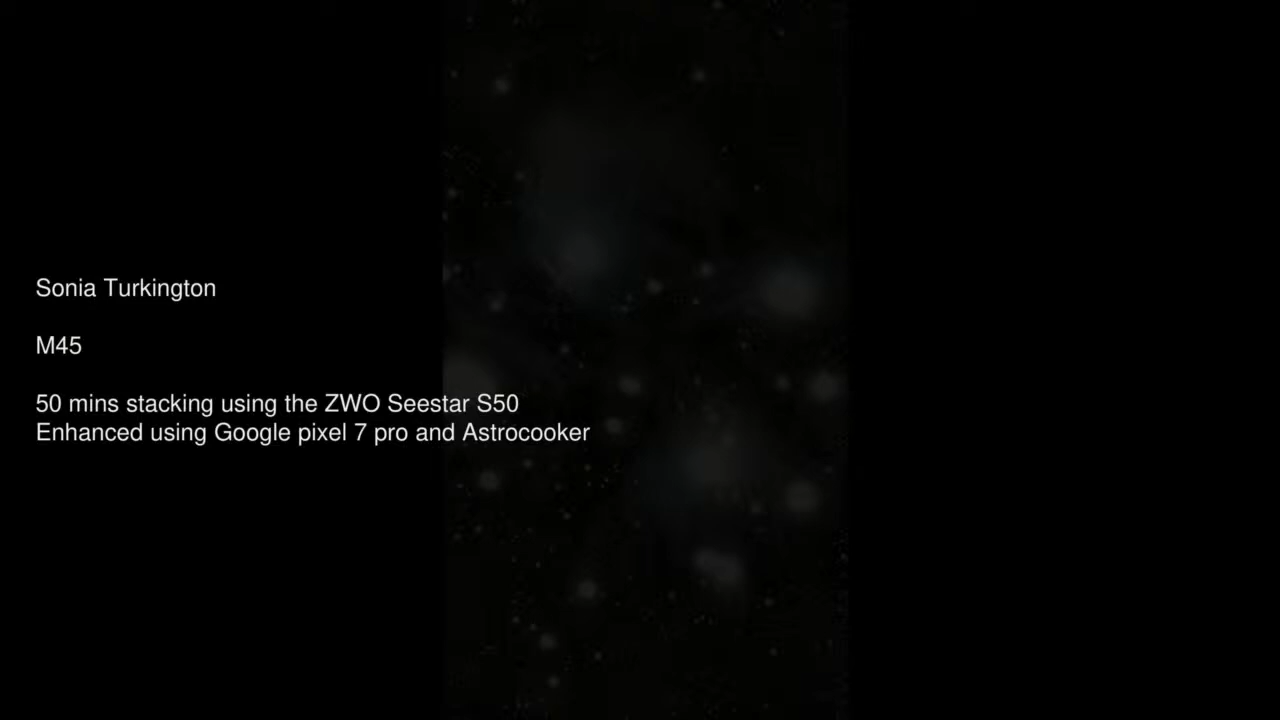 Sonia Turkington
M45
50 mins stacking using the ZWO Seestar S50
Enhanced using Google pixel 7 pro and Astrocooker